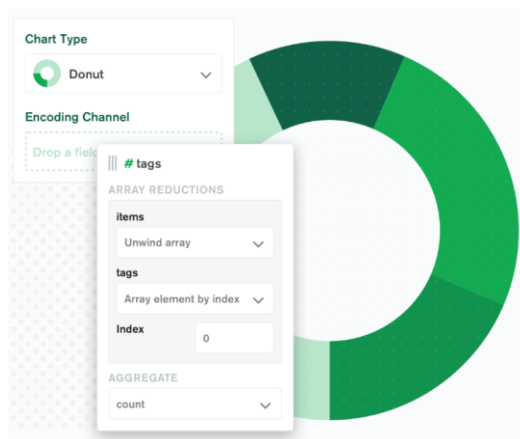 Chart Type
Donut
Encoding Channel
Drop a
# tags
ARRAY REDUCTIONS
items
Unwind array
tags
Array element by index
Index
0
AGGREGATE
count